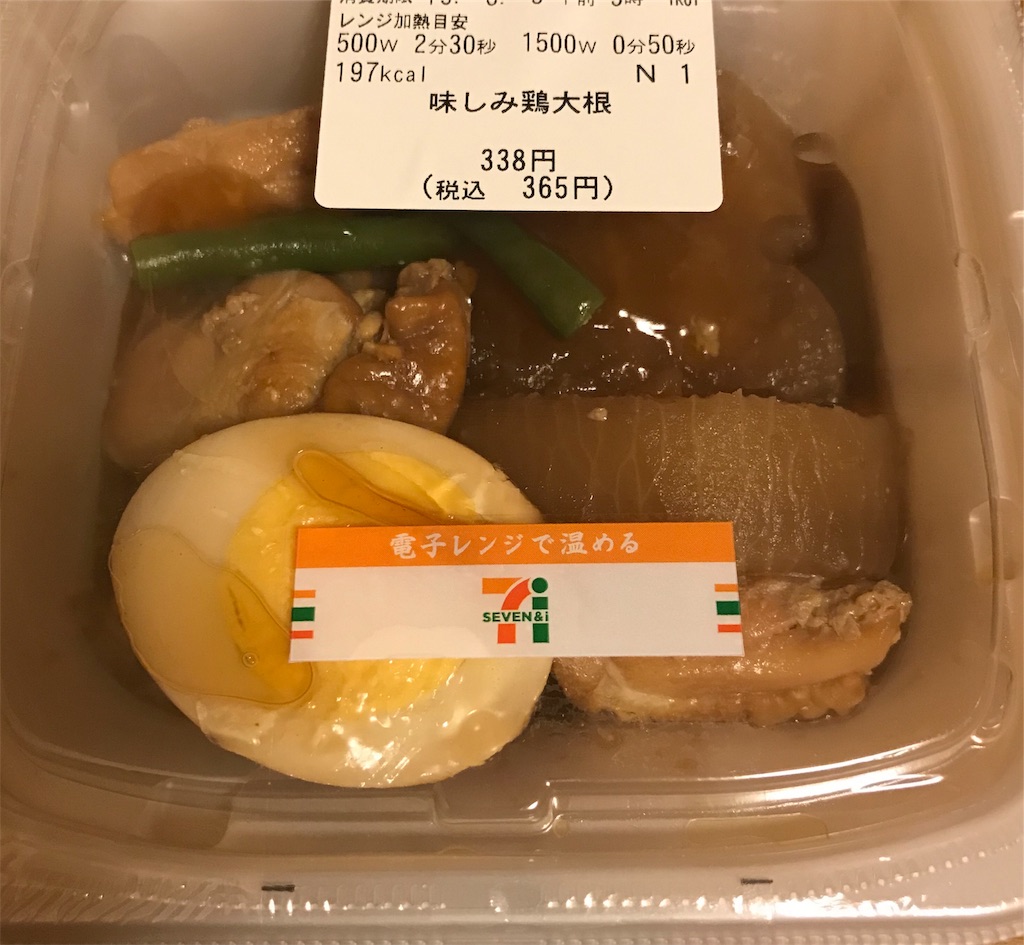 レンジ加熱目安
500W 2分30秒 1500W 0分50秒
197kcal N 1
味しみ鶏大根
338円
(税込 365円)
電子レンジで温める
SEVEN&i